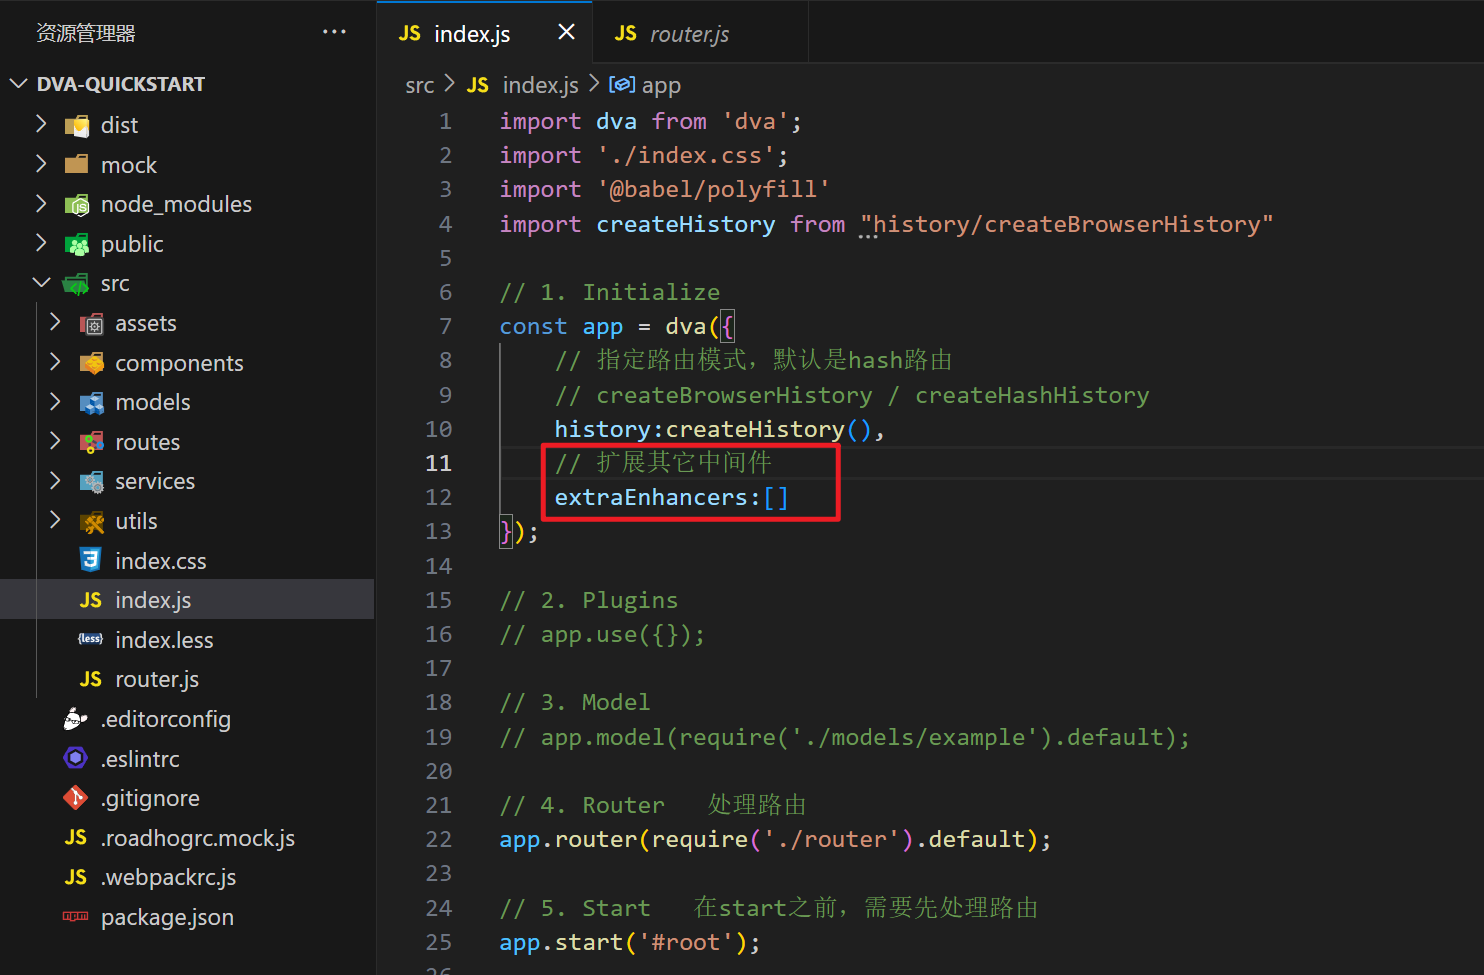 资源管理器 ···
DVA-QUICKSTART
dist
mock
node_modules
public
src
assets
components
models
routes
services
utils
index.css
JS index.js
{less} index.less
JS router.js
.editorconfig
.eslintrc
.gitignore
JS .roadhogrc.mock.js
JS .webpackrc.js
package.json
JS index.js
JS router.js
src > JS index.js > app
1 import dva from 'dva';
2 import './index.css';
3 import '@babel/polyfill'
4 import createHistory from "history/createBrowserHistory"
5
6 // 1. Initialize
7 const app = dva({
8 // 指定路由模式，默认是hash路由
9 // createBrowserHistory / createHashHistory
10 history:createHistory(),
11 // 扩展其它中间件
12 extraEnhancers:[]
13 });
14
15 // 2. Plugins
16 // app.use({});
17
18 // 3. Model
19 // app.model(require('./models/example').default);
20
21 // 4. Router 处理路由
22 app.router(require('./router').default);
23
24 // 5. Start 在start之前，需要先处理路由
25 app.start('#root');
26